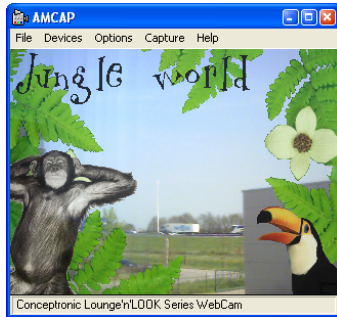 AMCAP
File Devices Options Capture Help
Jungle world
Conceptronic Lounge'n'LOOK Series WebCam